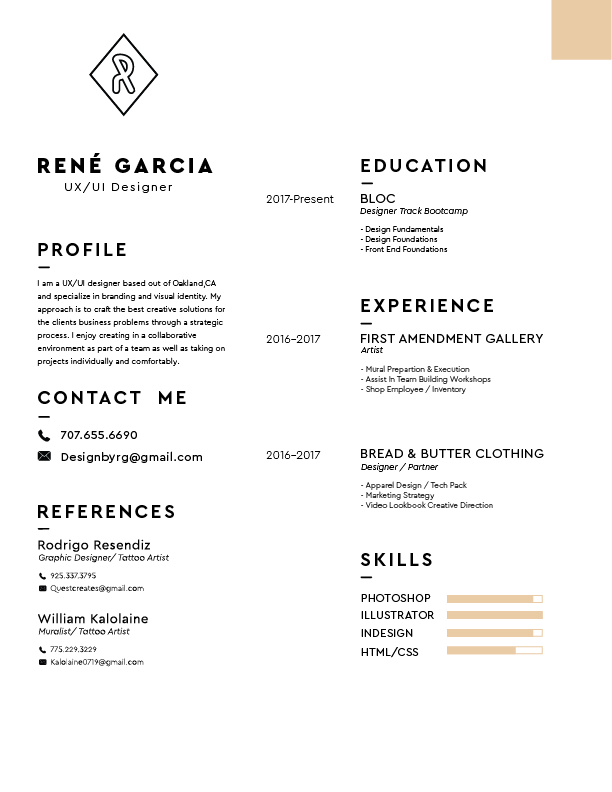 R
RENÉ GARCIA
UX/UI Designer
PROFILE
I am a UX/UI designer based out of Oakland,CA
and specialize in branding and visual identity. My
approach is to craft the best creative solutions for
the clients business problems through a strategic
process. I enjoy creating in a collaborative
environment as part of a team as well as taking on
projects individually and comfortably.
CONTACT ME
707.655.6690
Designbyrg@gmail.com
REFERENCES
Rodrigo Resendiz
Graphic Designer/ Tattoo Artist
925.337.3795
Questcreates@gmail.com
William Kalolaine
Muralist/ Tattoo Artist
775.229.3229
Kalolaine0719@gmail.com
EDUCATION
2017-Present BLOC
Designer Track Bootcamp
- Design Fundamentals
- Design Foundations
- Front End Foundations
EXPERIENCE
2016-2017 FIRST AMENDMENT GALLERY
Artist
- Mural Prepartion & Execution
- Assist In Team Building Workshops
- Shop Employee / Inventory
2016-2017 BREAD & BUTTER CLOTHING
Designer / Partner
- Apparel Design / Tech Pack
- Marketing Strategy
- Video Lookbook Creative Direction
SKILLS
PHOTOSHOP
ILLUSTRATOR
INDESIGN
HTML/CSS